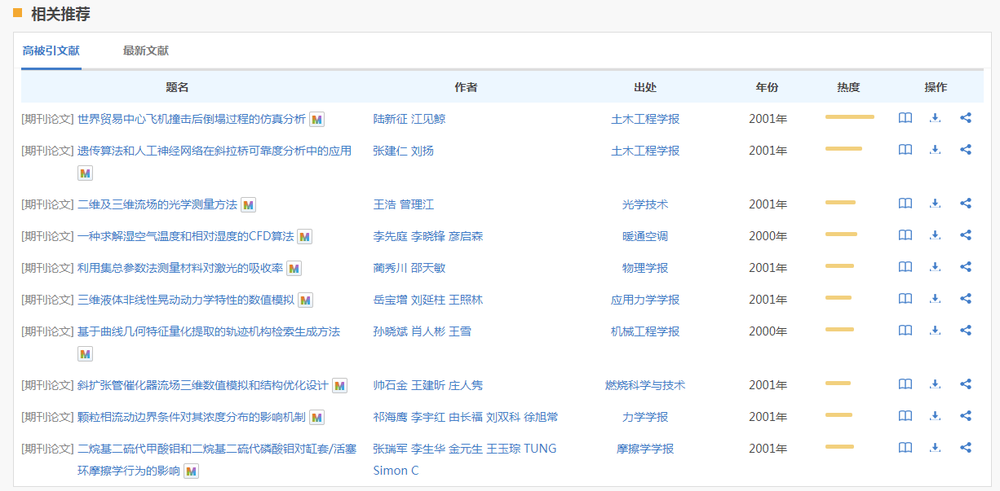 相关推荐
高被引文献 最新文献
题名 作者 出处 年份 热度 操作
[期刊论文] 世界贸易中心飞机撞击后倒塌过程的仿真分析 M 陆新征 江见鲸 土木工程学报 2001年
[期刊论文] 遗传算法和人工神经网络在斜拉桥可靠度分析中的应用 张建仁 刘扬 土木工程学报 2001年
M
[期刊论文] 二维及三维流场的光学测量方法 M 王浩 曾理江 光学技术 2001年
[期刊论文] 一种求解湿空气温度和相对湿度的CFD算法 M 李先庭 李晓锋 彦启森 暖通空调 2000年
[期刊论文] 利用集总参数法测量材料对激光的吸收率 M 蔺秀川 邵天敏 物理学报 2001年
[期刊论文] 三维液体非线性晃动动力学特性的数值模拟 M 岳宝增 刘延柱 王照林 应用力学学报 2001年
[期刊论文] 基于曲线几何特征量化提取的轨迹机构检索生成方法 孙晓斌 肖人彬 王雪 机械工程学报 2000年
M
[期刊论文] 斜扩张管催化器流场三维数值模拟和结构优化设计 M 帅石金 王建昕 庄人隽 燃烧科学与技术 2001年
[期刊论文] 颗粒相流动边界条件对其浓度分布的影响机制 M 祁海鹰 李宇红 由长福 刘双科 徐旭常 力学学报 2001年
[期刊论文] 二烷基二硫代甲酸钼和二烷基二硫代磷酸钼对缸套/活塞 张瑞军 李生华 金元生 王玉琮 TUNG 摩擦学学报 2001年
环摩擦学行为的影响 M Simon C